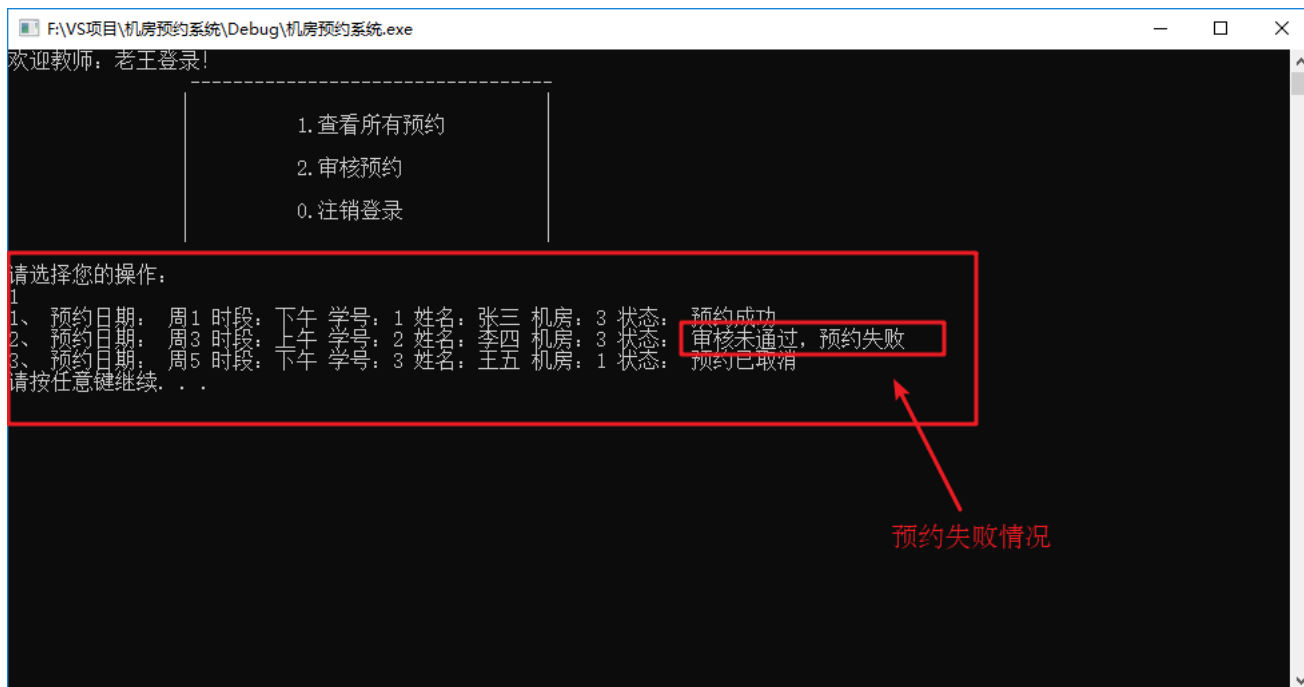 F:\VS项目\机房预约系统\Debug\机房预约系统.exe
欢迎教师：老王登录！
1.查看所有预约
2.审核预约
0.注销登录
请选择您的操作：
1
1、 预约日期： 周1 时段：下午 学号：1 姓名：张三 机房：3 状态： 预约成功
2、 预约日期： 周3 时段：上午 学号：2 姓名：李四 机房：3 状态： 审核未通过，预约失败
3、 预约日期： 周5 时段：下午 学号：3 姓名：王五 机房：1 状态： 预约已取消
请按任意键继续. . .
预约失败情况